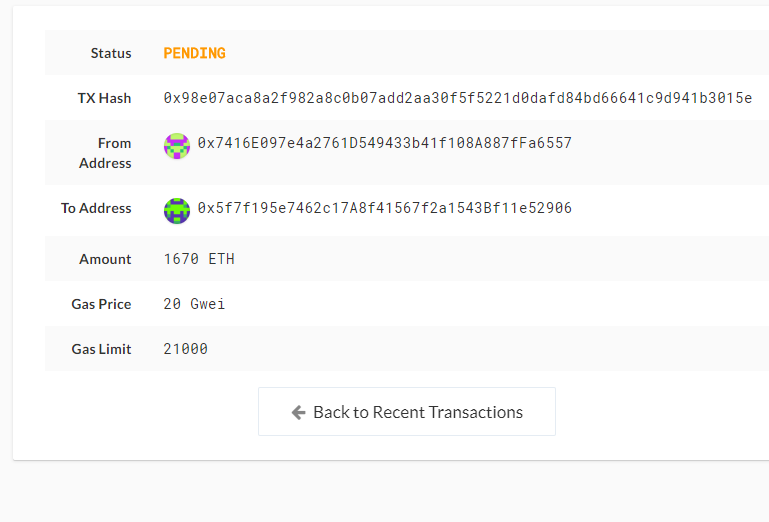 Status PENDING
TX Hash 0x98e07aca8a2f982a8c0b07add2aa30f5f5221d0dafd84bd66641c9d941b3015e
From Address 0x7416E097e4a2761D549433b41f108A887fFa6557
To Address 0x5f7f195e7462c17A8f41567f2a1543Bf11e52906
Amount 1670 ETH
Gas Price 20 Gwei
Gas Limit 21000
Back to Recent Transactions